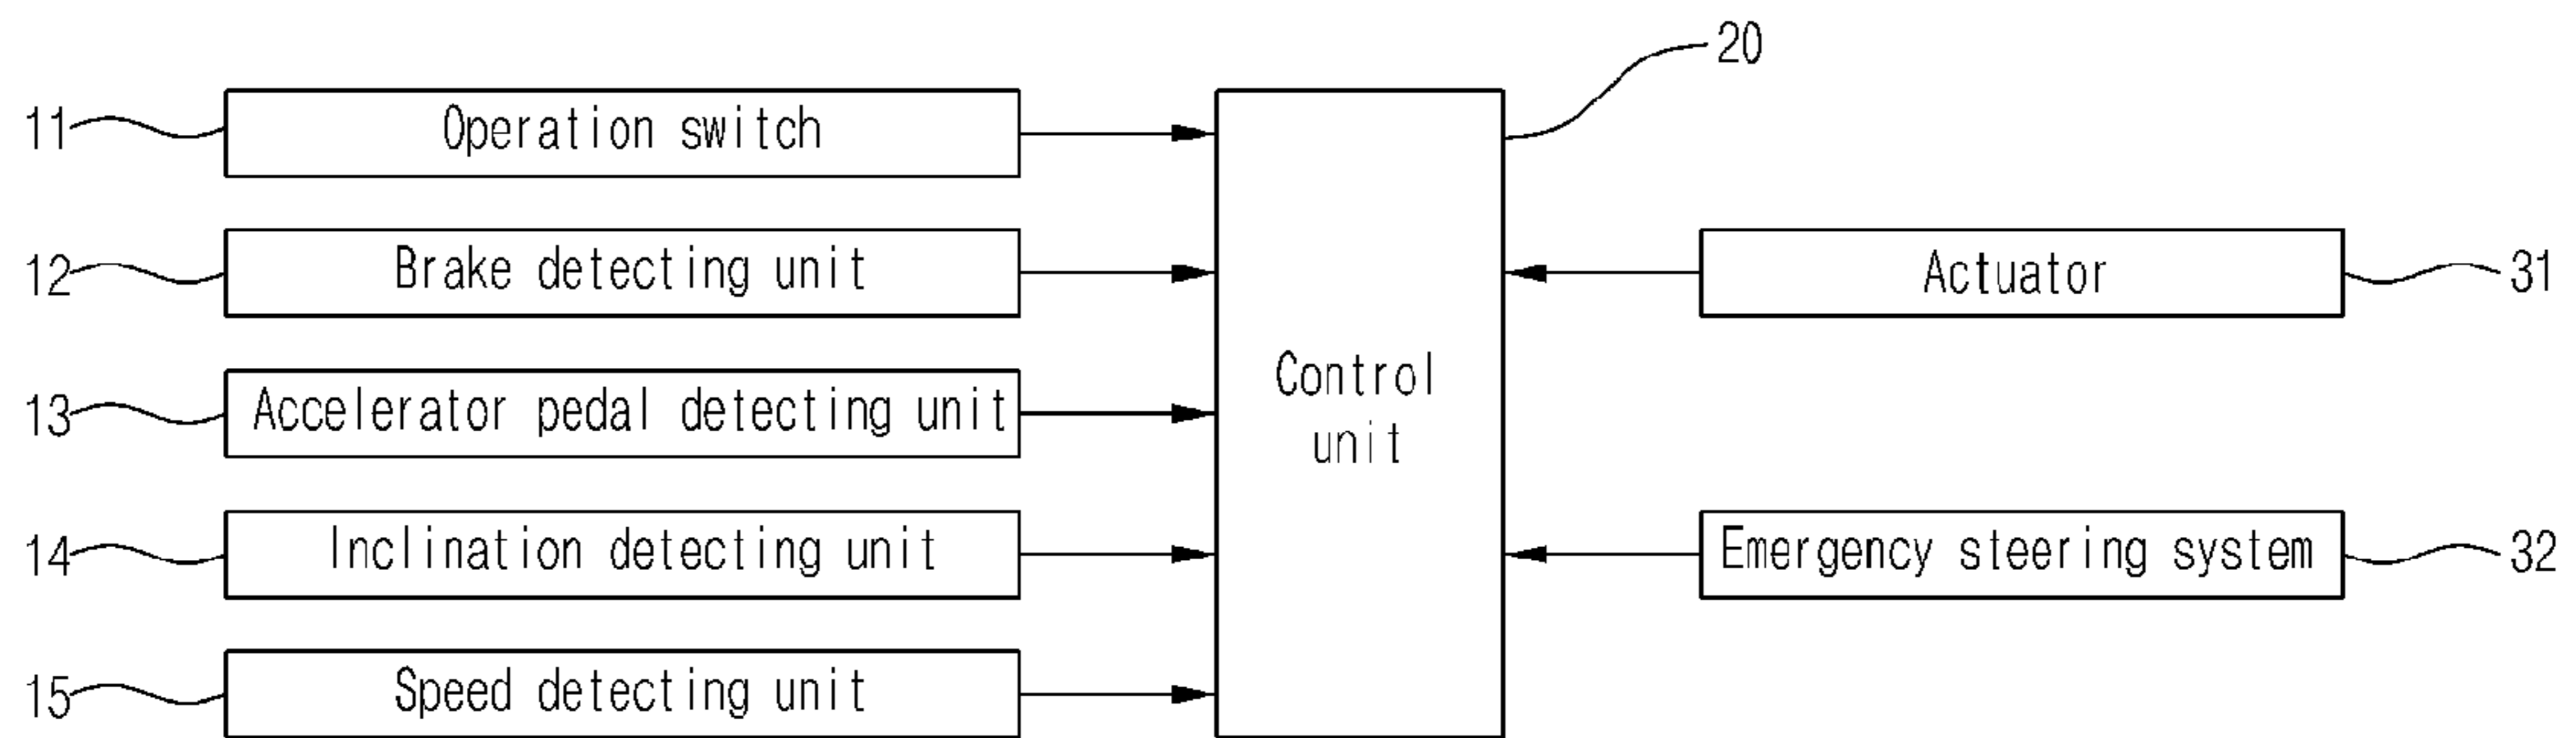 20
11 Operation switch
12 Brake detecting unit
Actuator 31
13 Accelerator pedal detecting unit
Control
unit
14 Inclination detecting unit
Emergency steering system 32
15 Speed detecting unit